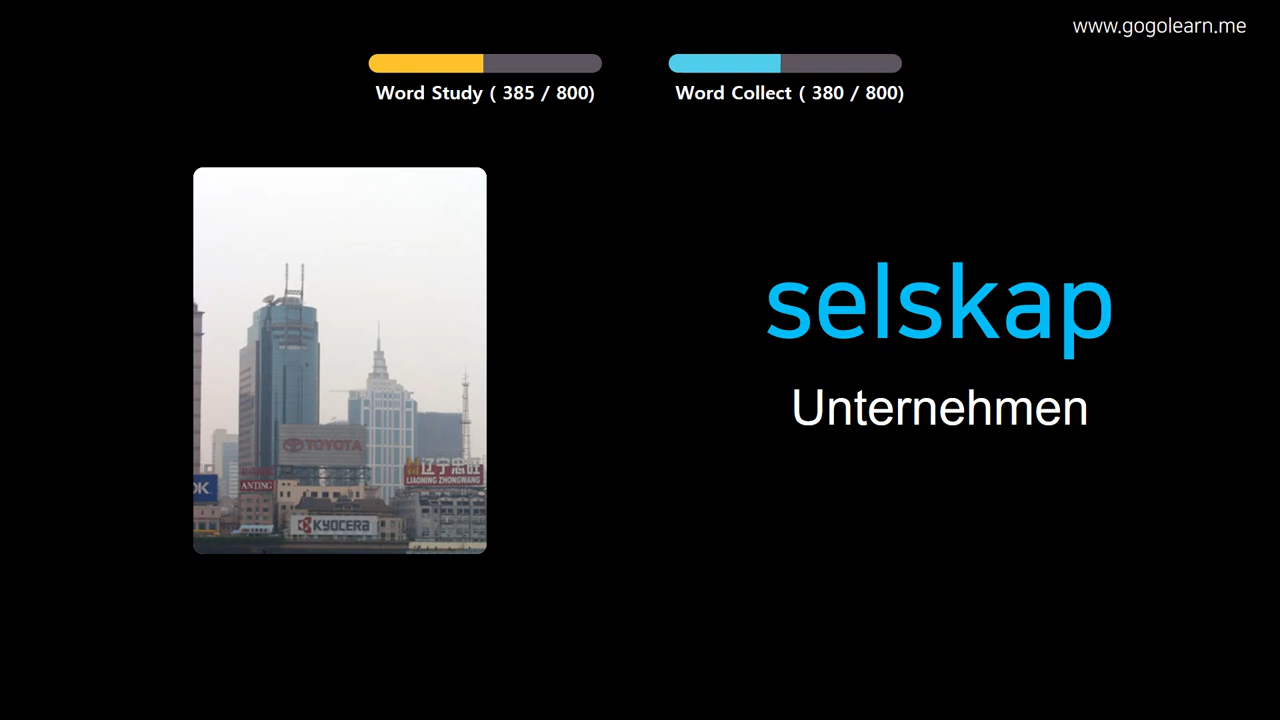 www.gogolearn.me
Word Study ( 385 / 800)
Word Collect ( 380 / 800)
selskap
Unternehmen
TOYOTA
辽宁忠旺
LIAONING ZHONGWANG
ANTING
KYOCERA